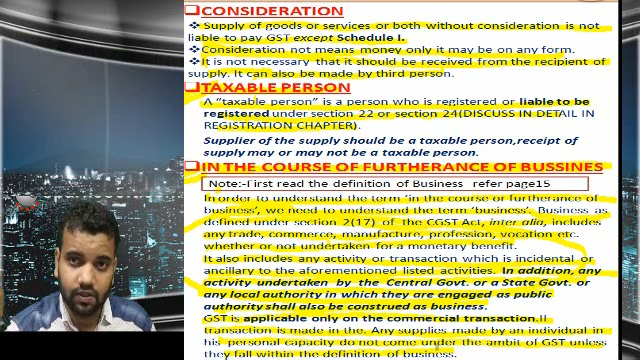 ❑CONSIDERATION
❖ Supply of goods or services or both without consideration is not
liable to pay GST except Schedule I.
❖Consideration not means money only it may be on any form.
❖It is not necessary that it should be received from the recipient of
supply. It can also be made by third person.
❑TAXABLE PERSON
A "taxable person" is a person who is registered or liable to be
registered under section 22 or section 24(DISCUSS IN DETAIL IN
REGISTRATION CHAPTER).
Supplier of the supply should be a taxable person,receipt of
supply may or may not be a taxable person.
❑IN THE COURSE OF FURTHERANCE OF BUSSINES
Note:-First read the definition of Business refer page15
In order to understand the term 'in the course or furtherance of
business', we need to understand the term 'business'. Business as
defined under section 2(17) of the CGST Act, inter alia, includes
any trade, commerce, manufacture, profession, vocation etc.
whether or not undertaken for a monetary benefit.
It also includes any activity or transaction which is incidental or
ancillary to the aforementioned listed activities. In addition, any
activity undertaken by the Central Govt. or a State Govt. or
any local authority in which they are engaged as public
authority shall also be construed as business.
GST is applicable only on the commercial transaction.
transaction is made in the. Any supplies made by an individual in
his personal capacity do not come under the ambit of GST unless
they fall within the definition of business.